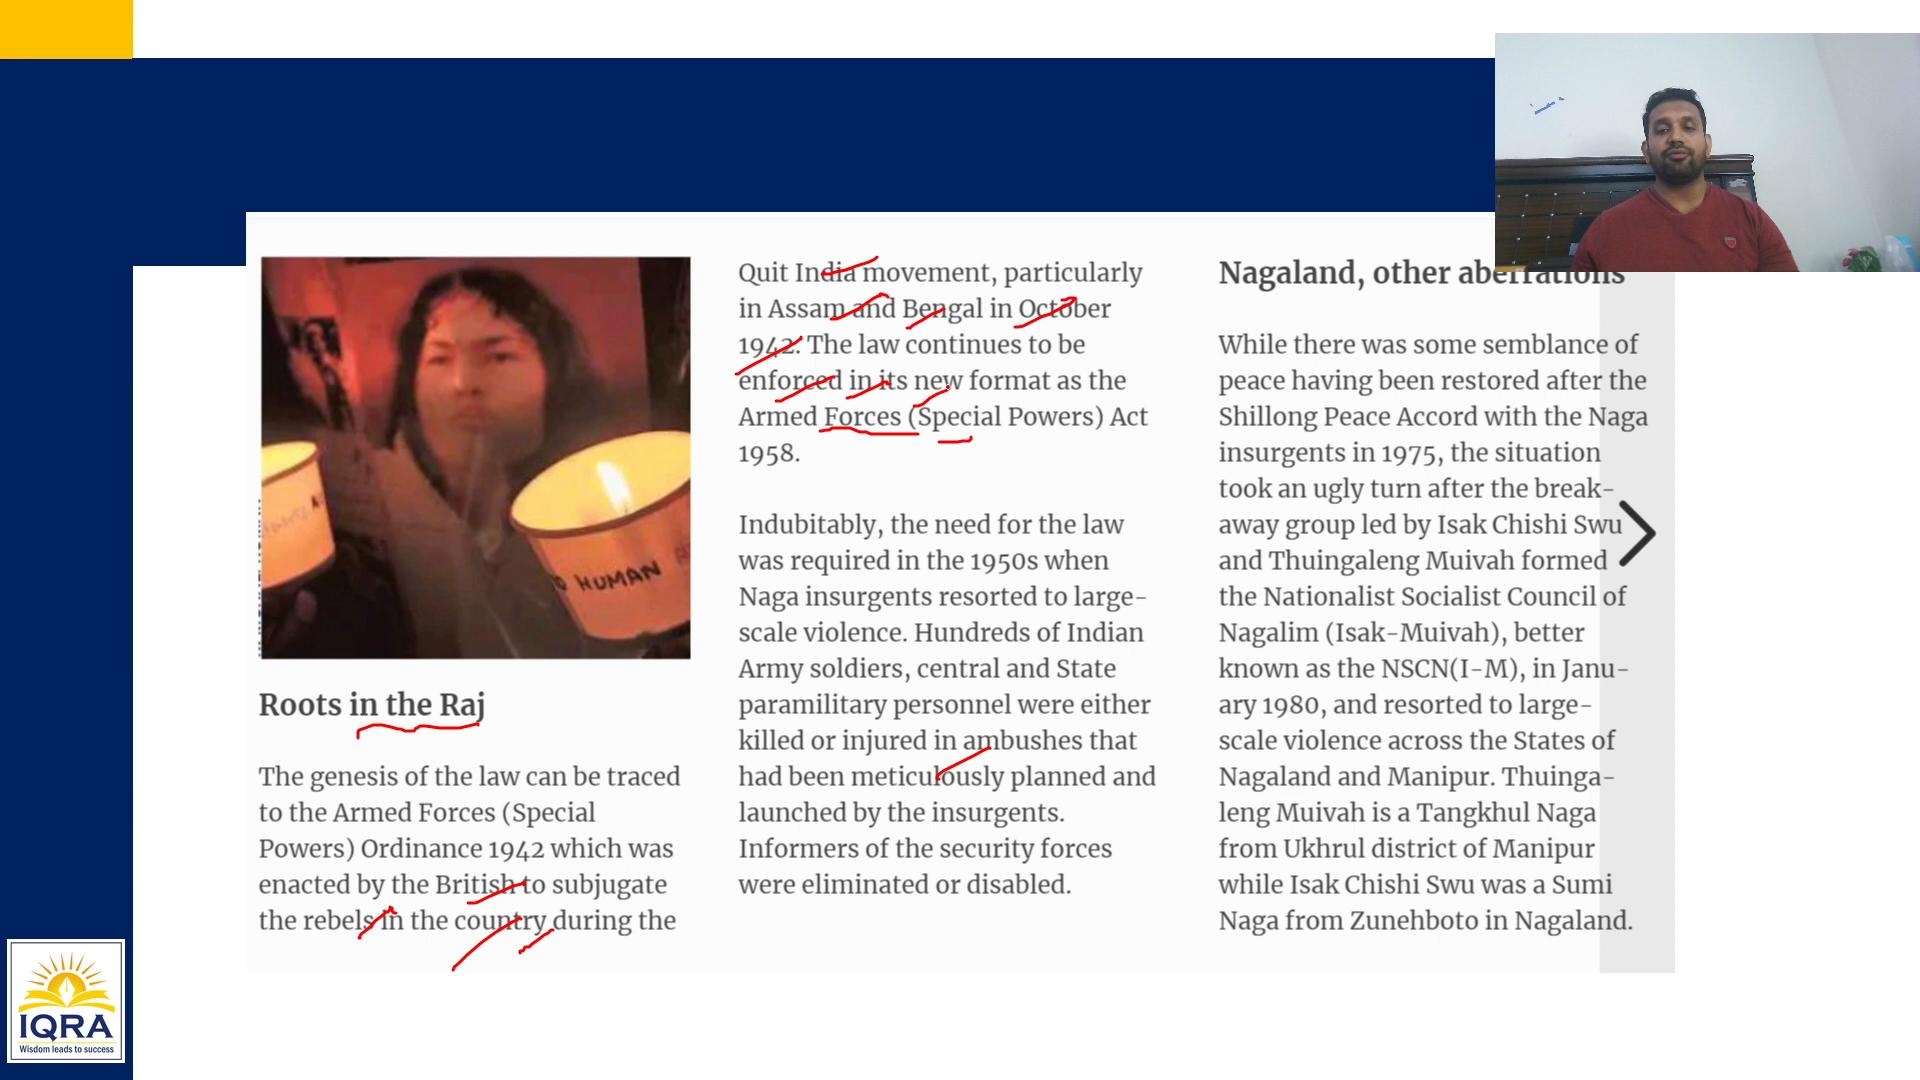 HUMAN
Roots in the Raj
The genesis of the law can be traced
to the Armed Forces (Special
Powers) Ordinance 1942 which was
enacted by the British to subjugate
the rebels in the country during the
Quit India movement, particularly
in Assam and Bengal in October
1942. The law continues to be
enforced in its new format as the
Armed Forces (Special Powers) Act
1958.
Indubitably, the need for the law
was required in the 1950s when
Naga insurgents resorted to large-
scale violence. Hundreds of Indian
Army soldiers, central and State
paramilitary personnel were either
killed or injured in ambushes that
had been meticulously planned and
launched by the insurgents.
Informers of the security forces
were eliminated or disabled.
Nagaland, other aberrations
While there was some semblance of
peace having been restored after the
Shillong Peace Accord with the Naga
insurgents in 1975, the situation
took an ugly turn after the break-
away group led by Isak Chishi Swu
and Thuingaleng Muivah formed
the Nationalist Socialist Council of
Nagalim (Isak-Muivah), better
known as the NSCN(I-M), in Janu-
ary 1980, and resorted to large-
scale violence across the States of
Nagaland and Manipur. Thuinga-
leng Muivah is a Tangkhul Naga
from Ukhrul district of Manipur
while Isak Chishi Swu was a Sumi
Naga from Zunehboto in Nagaland.
IQRA
Wisdom leads to success